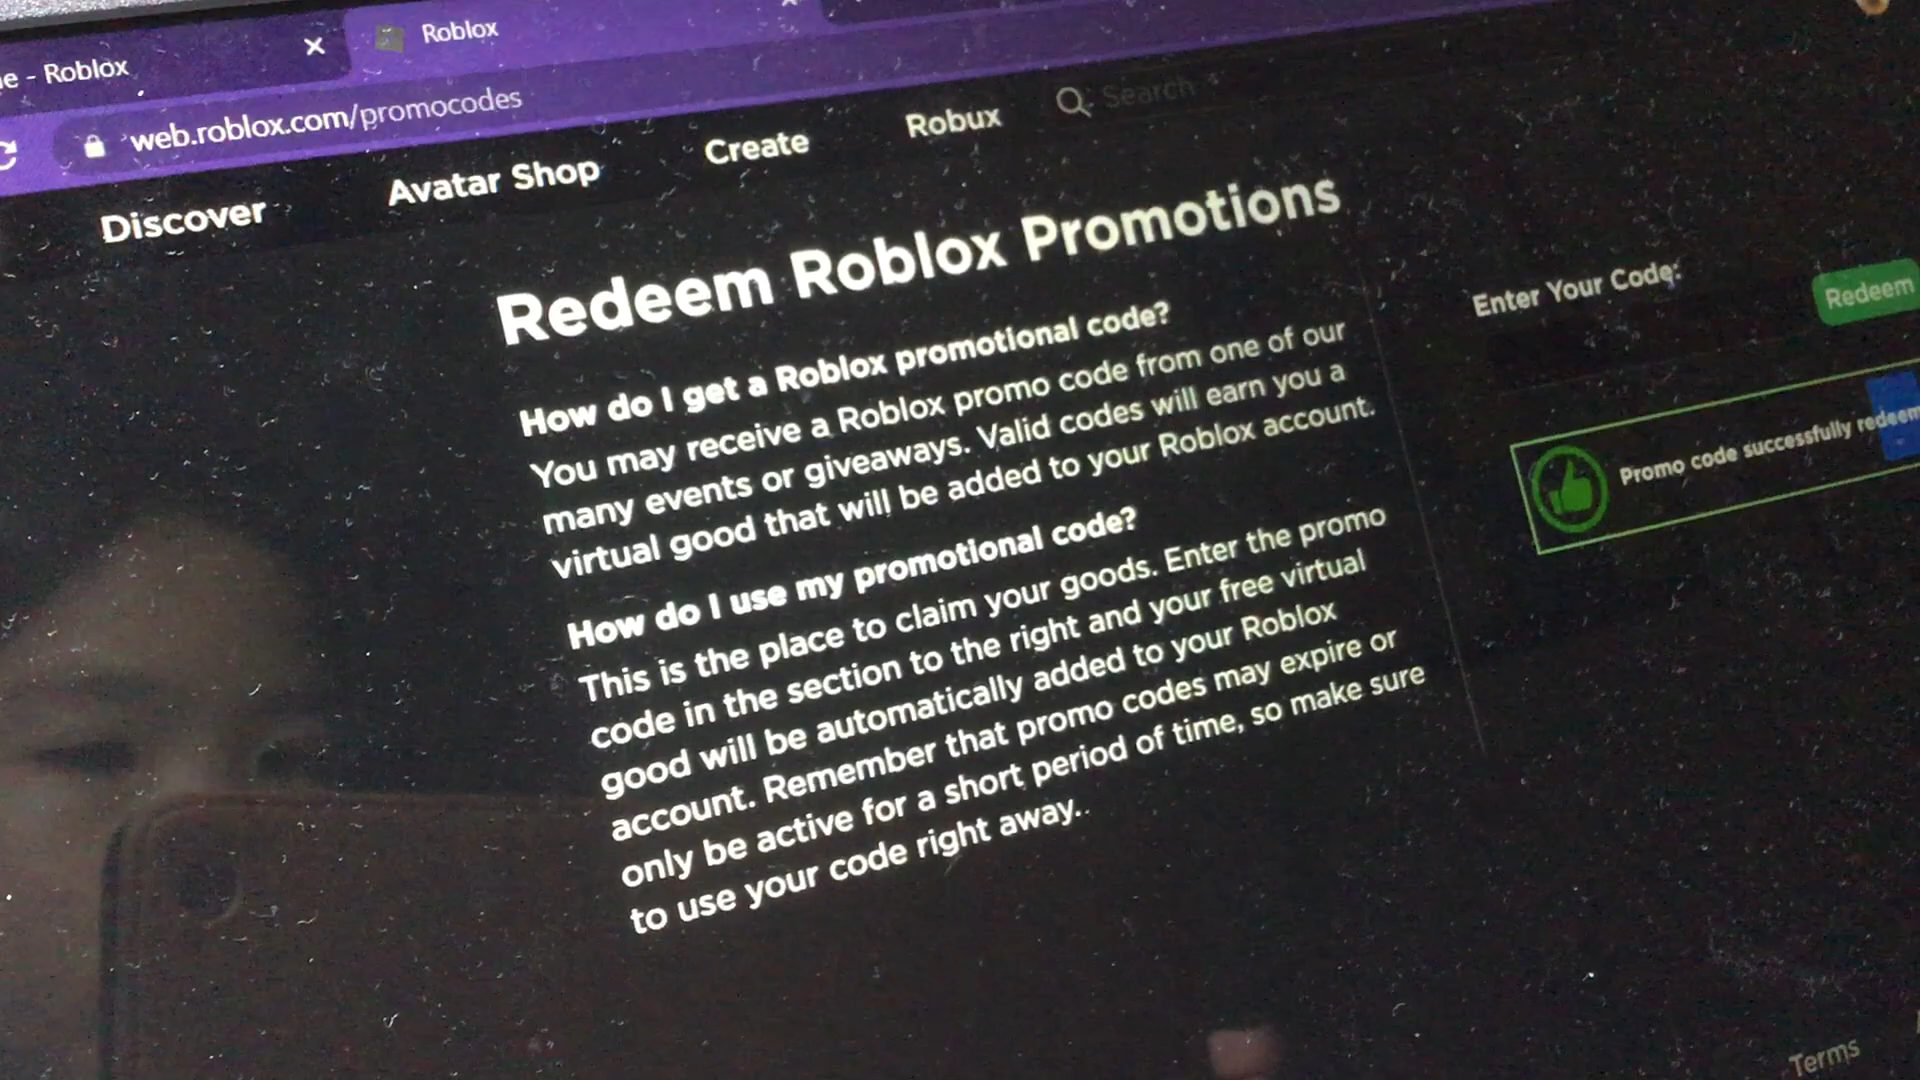 e - Roblox
Roblox
web.roblox.com/promocodes
Discover
Avatar Shop
Create
Robux
Search
Redeem Roblox Promotions
How do I get a Roblox promotional code?
You may receive a Roblox promo code from one of our
many events or giveaways. Valid codes will earn you a
virtual good that will be added to your Roblox account.
How do I use my promotional code?
This is the place to claim your goods. Enter the promo
code in the section to the right and your free virtual
good will be automatically added to your Roblox
account. Remember that promo codes may expire or
only be active for a short period of time, so make sure
to use your code right away..
Enter Your Code:
Redeem
Promo code successfully redeem
Terms